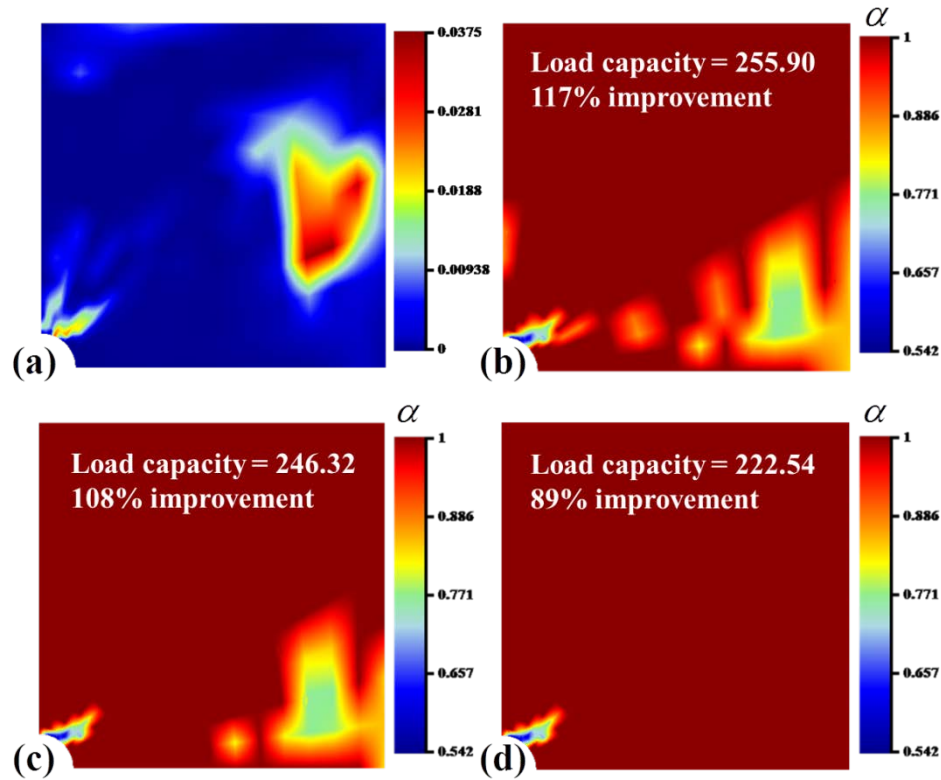 0.0375
0.0281
0.0188
0.00938
0
(a)
α
Load capacity = 255.90
117% improvement
1
0.886
0.771
0.657
0.542
(b)
α
Load capacity = 246.32
108% improvement
1
0.886
0.771
0.657
0.542
(c)
α
Load capacity = 222.54
89% improvement
1
0.886
0.771
0.657
0.542
(d)